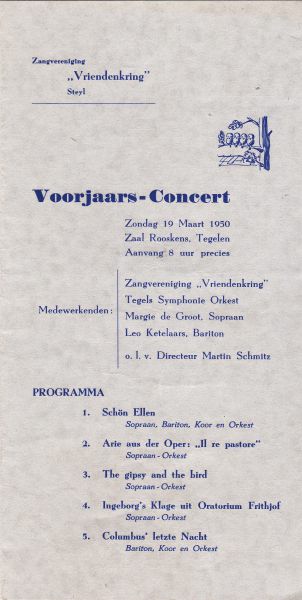 Zangvereniging
„Vriendenkring"
Steyl
Voorjaars-Concert
Zondag 19 Maart 1950
Zaal Rooskens, Tegelen
Aanvang 8 uur precies
Medewerkenden:
Zangvereniging „Vriendenkring"
Tegels Symphonie Orkest
Margie de Groot, Sopraan
Leo Ketelaars, Bariton
o. l. v. Directeur Martin Schmitz
PROGRAMMA
1. Schön Ellen
Sopraan, Bariton, Koor en Orkest
2. Arie aus der Oper: „Il re pastore"
Sopraan - Orkest
3. The gipsy and the bird
Sopraan - Orkest
4. Ingeborg's Klage uit Oratorium Frithjof
Sopraan - Orkest
5. Columbus' letzte Nacht
Bariton, Koor en Orkest